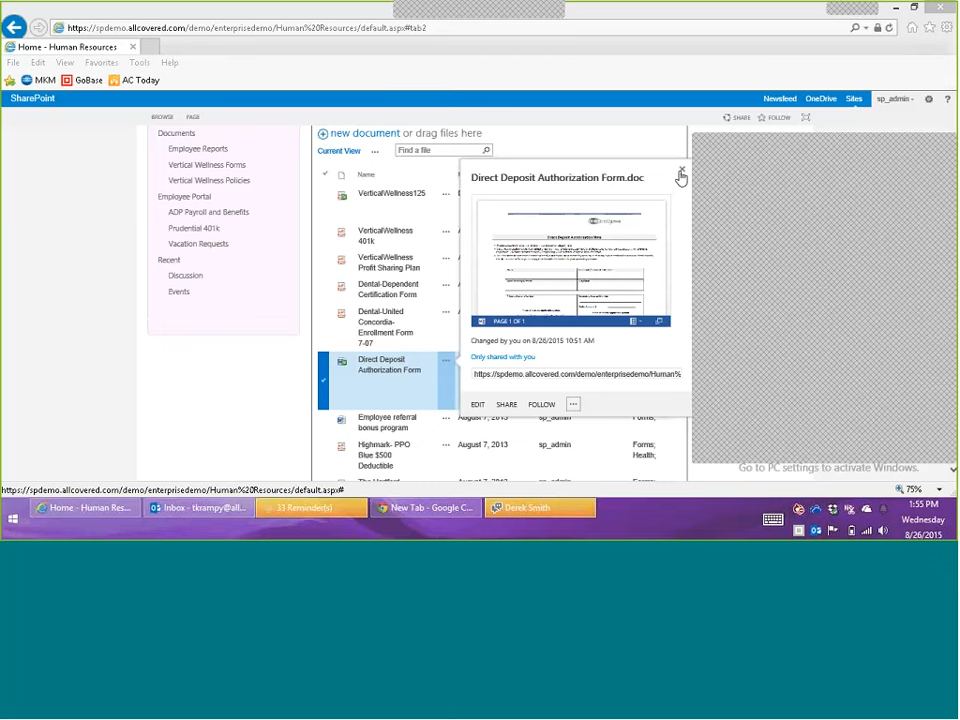 https://spdemo.allcovered.com/demo/enterprisedemo/Human%20Resources/default.aspx#tab2
Home - Human Resources
File Edit View Favorites Tools Help
MKM GoBase AC Today
SharePoint
Newsfeed OneDrive Sites sp_admin ?
BROWSE PAGE
SHARE FOLLOW
Documents
Employee Reports
Vertical Wellness Forms
Vertical Wellness Policies
Employee Portal
ADP Payroll and Benefits
Prudential 401k
Vacation Requests
Recent
Discussion
Events
new document or drag files here
Current View ... Find a file
Name
VerticalWellness125 ...
VerticalWellness
401k
VerticalWellness
Profit Sharing Plan
Dental-Dependent
Certification Form
Dental-United
Concordia-
Enrollment Form
7-07
Direct Deposit ...
Authorization Form
Employee referral ... August 7, 2013 sp_admin Forms;
bonus program
Highmark- PPO ... August 7, 2013 sp_admin Forms;
Blue $500 Health;
Deductible
Direct Deposit Authorization Form.doc
Direct Deposit Authorization Form
PAGE 1 OF 1
Changed by you on 8/26/2015 10:51 AM
Only shared with you
https://spdemo.allcovered.com/demo/enterprisedemo/Human%
EDIT SHARE FOLLOW ...
Go to PC settings to activate Windows.
https://spdemo.allcovered.com/demo/enterprisedemo/Human%20Resources/default.aspx#
75%
Home - Human Res... Inbox - tkrampy@all... 33 Reminder(s) New Tab - Google C... Derek Smith
1:55 PM
Wednesday
8/26/2015